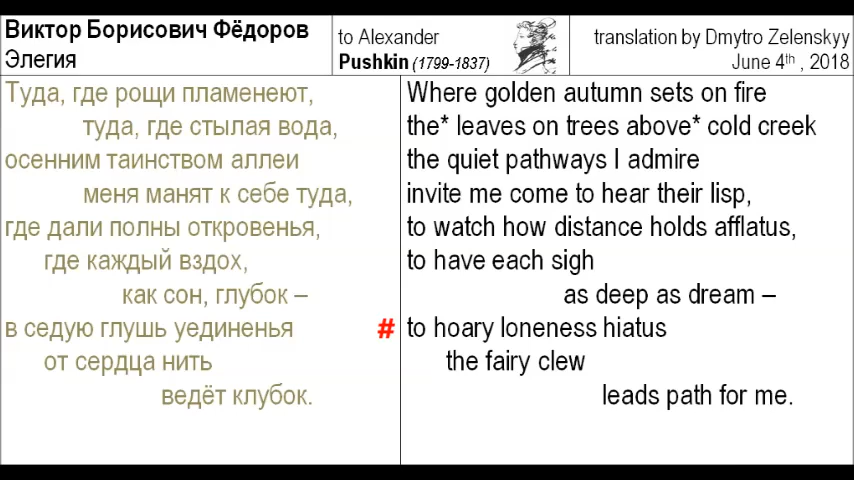 Виктор Борисович Фёдоров
Элегия
to Alexander
Pushkin (1799-1837)
translation by Dmytro Zelenskyy
June 4th , 2018
Туда, где рощи пламенеют,
туда, где стылая вода,
осенним таинством аллеи
меня манят к себе туда,
где дали полны откровенья,
где каждый вздох,
как сон, глубок –
в седую глушь уединенья
от сердца нить
ведёт клубок.
Where golden autumn sets on fire
the* leaves on trees above* cold creek
the quiet pathways I admire
invite me come to hear their lisp,
to watch how distance holds afflatus,
to have each sigh
as deep as dream –
# to hoary loneness hiatus
the fairy clew
leads path for me.